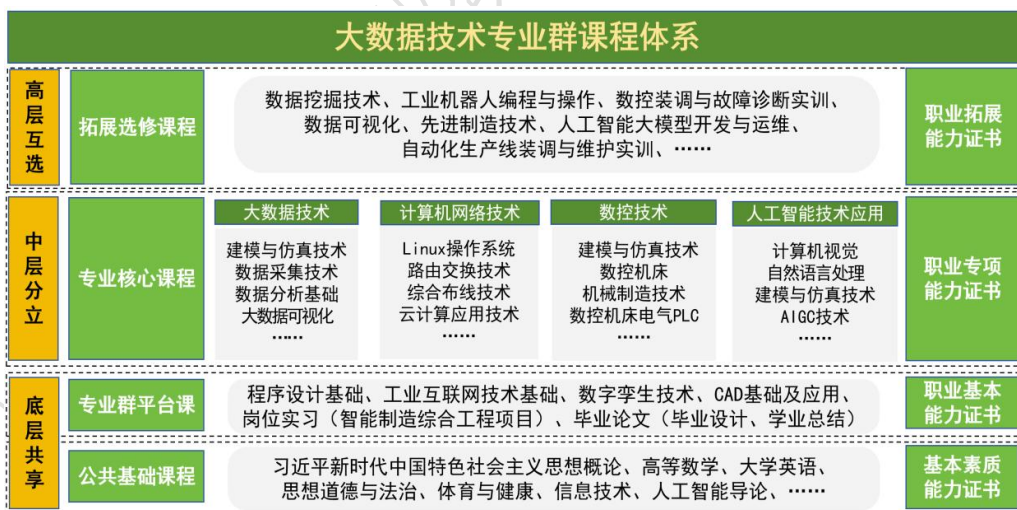 大数据技术专业群课程体系
高层互选
拓展选修课程
数据挖掘技术、工业机器人编程与操作、数控装调与故障诊断实训、
数据可视化、先进制造技术、人工智能大模型开发与运维、
自动化生产线装调与维护实训、……
职业拓展
能力证书
中层分立
专业核心课程
大数据技术
建模与仿真技术
数据采集技术
数据分析基础
大数据可视化
……
计算机网络技术
Linux操作系统
路由交换技术
综合布线技术
云计算应用技术
……
数控技术
建模与仿真技术
数控机床
机械制造技术
数控机床电气PLC
……
人工智能技术应用
计算机视觉
自然语言处理
建模与仿真技术
AIGC技术
……
职业专项
能力证书
底层共享
专业群平台课
程序设计基础、工业互联网技术基础、数字孪生技术、CAD基础及应用、
岗位实习（智能制造综合工程项目）、毕业论文（毕业设计、学业总结）
职业基本
能力证书
公共基础课程
习近平新时代中国特色社会主义思想概论、高等数学、大学英语、
思想道德与法治、体育与健康、信息技术、人工智能导论、……
基本素质
能力证书